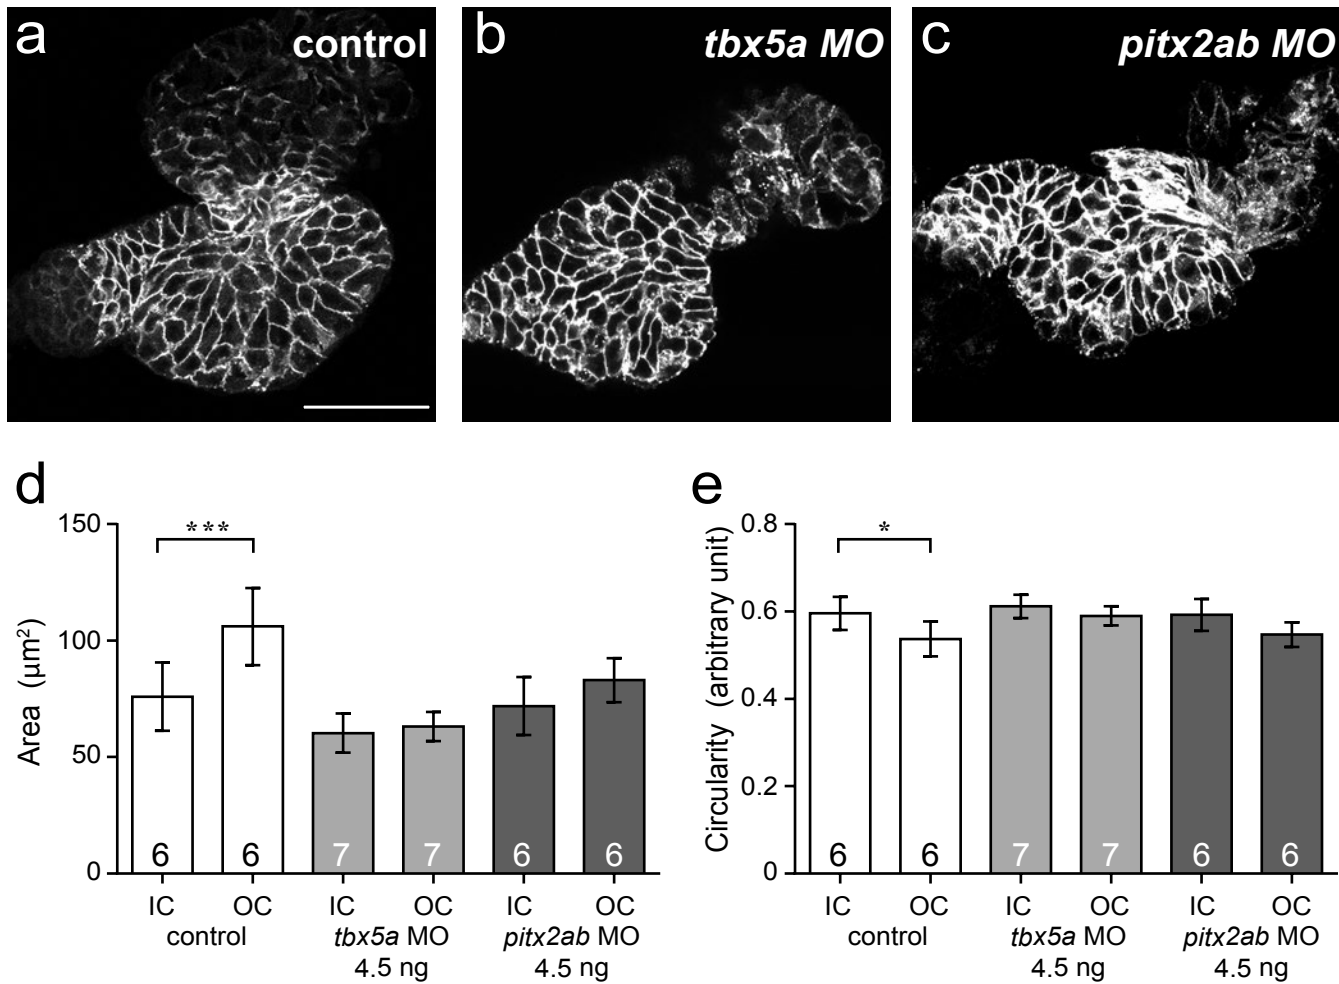 a
control
b
tbx5a MO
c
pitx2ab MO
d
150
100
50
0
Area (µm²)
***
6
6
7
7
6
6
IC
OC
IC
OC
IC
OC
control
tbx5a MO
pitx2ab MO
4.5 ng
4.5 ng
e
0.8
0.6
0.4
0.2
0
Circularity (arbitrary unit)
*
6
6
7
7
6
6
IC
OC
IC
OC
IC
OC
control
tbx5a MO
pitx2ab MO
4.5 ng
4.5 ng